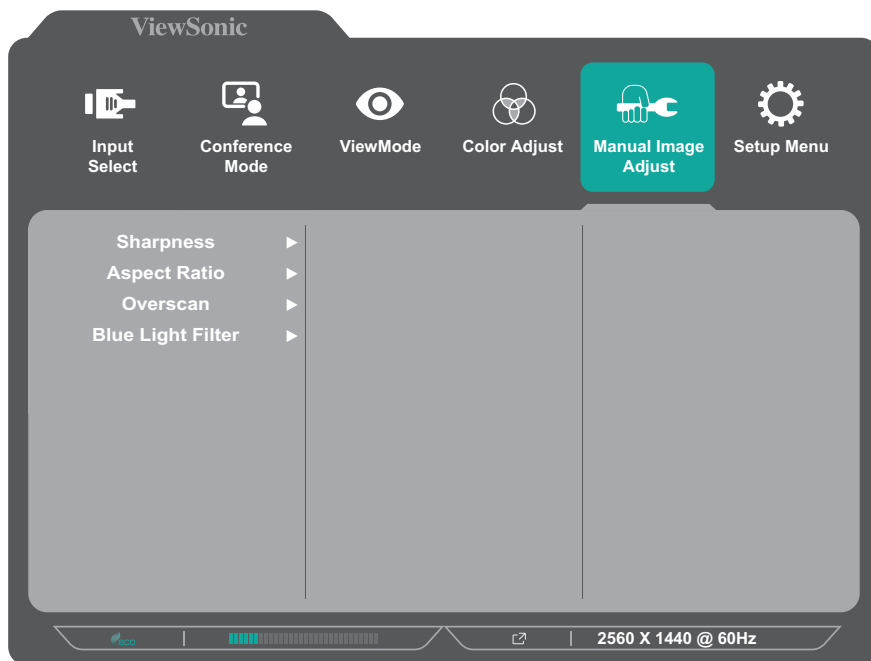 ViewSonic
Input
Select
Conference
Mode
ViewMode
Color Adjust
Manual Image
Adjust
Setup Menu
Sharpness
Aspect Ratio
Overscan
Blue Light Filter
eco
2560 X 1440 @ 60Hz